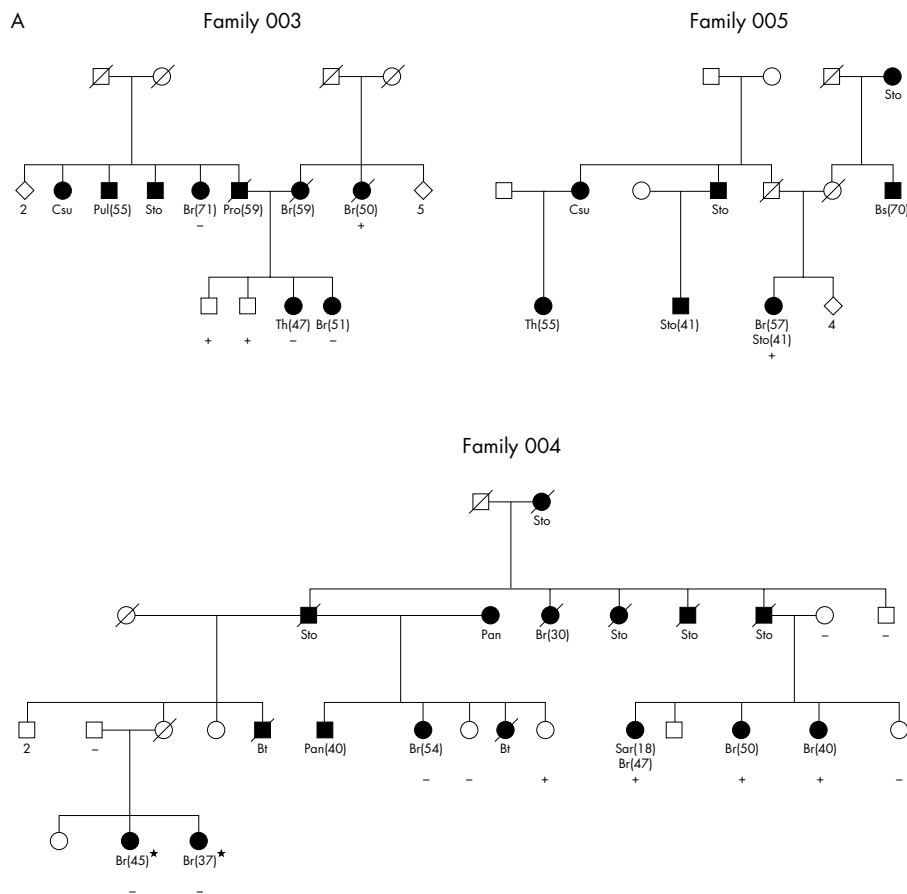 A
Family 003
Family 005
Sto
2 Csu Pul(55) Sto Br(71) Pro(59) Br(59) Br(50) 5
– +
Csu Sto Bs(70)
Th(47) Br(51)
+ + – –
Th(55) Sto(41) Br(57) 4
Sto(41)
+
Family 004
Sto
Sto Pan Br(30) Sto Sto Sto – –
2 – Bt Pan(40) Br(54) Bt Sar(18) Br(50) Br(40)
Br(47)
– – + + + + –
Br(45)★ Br(37)★
– –